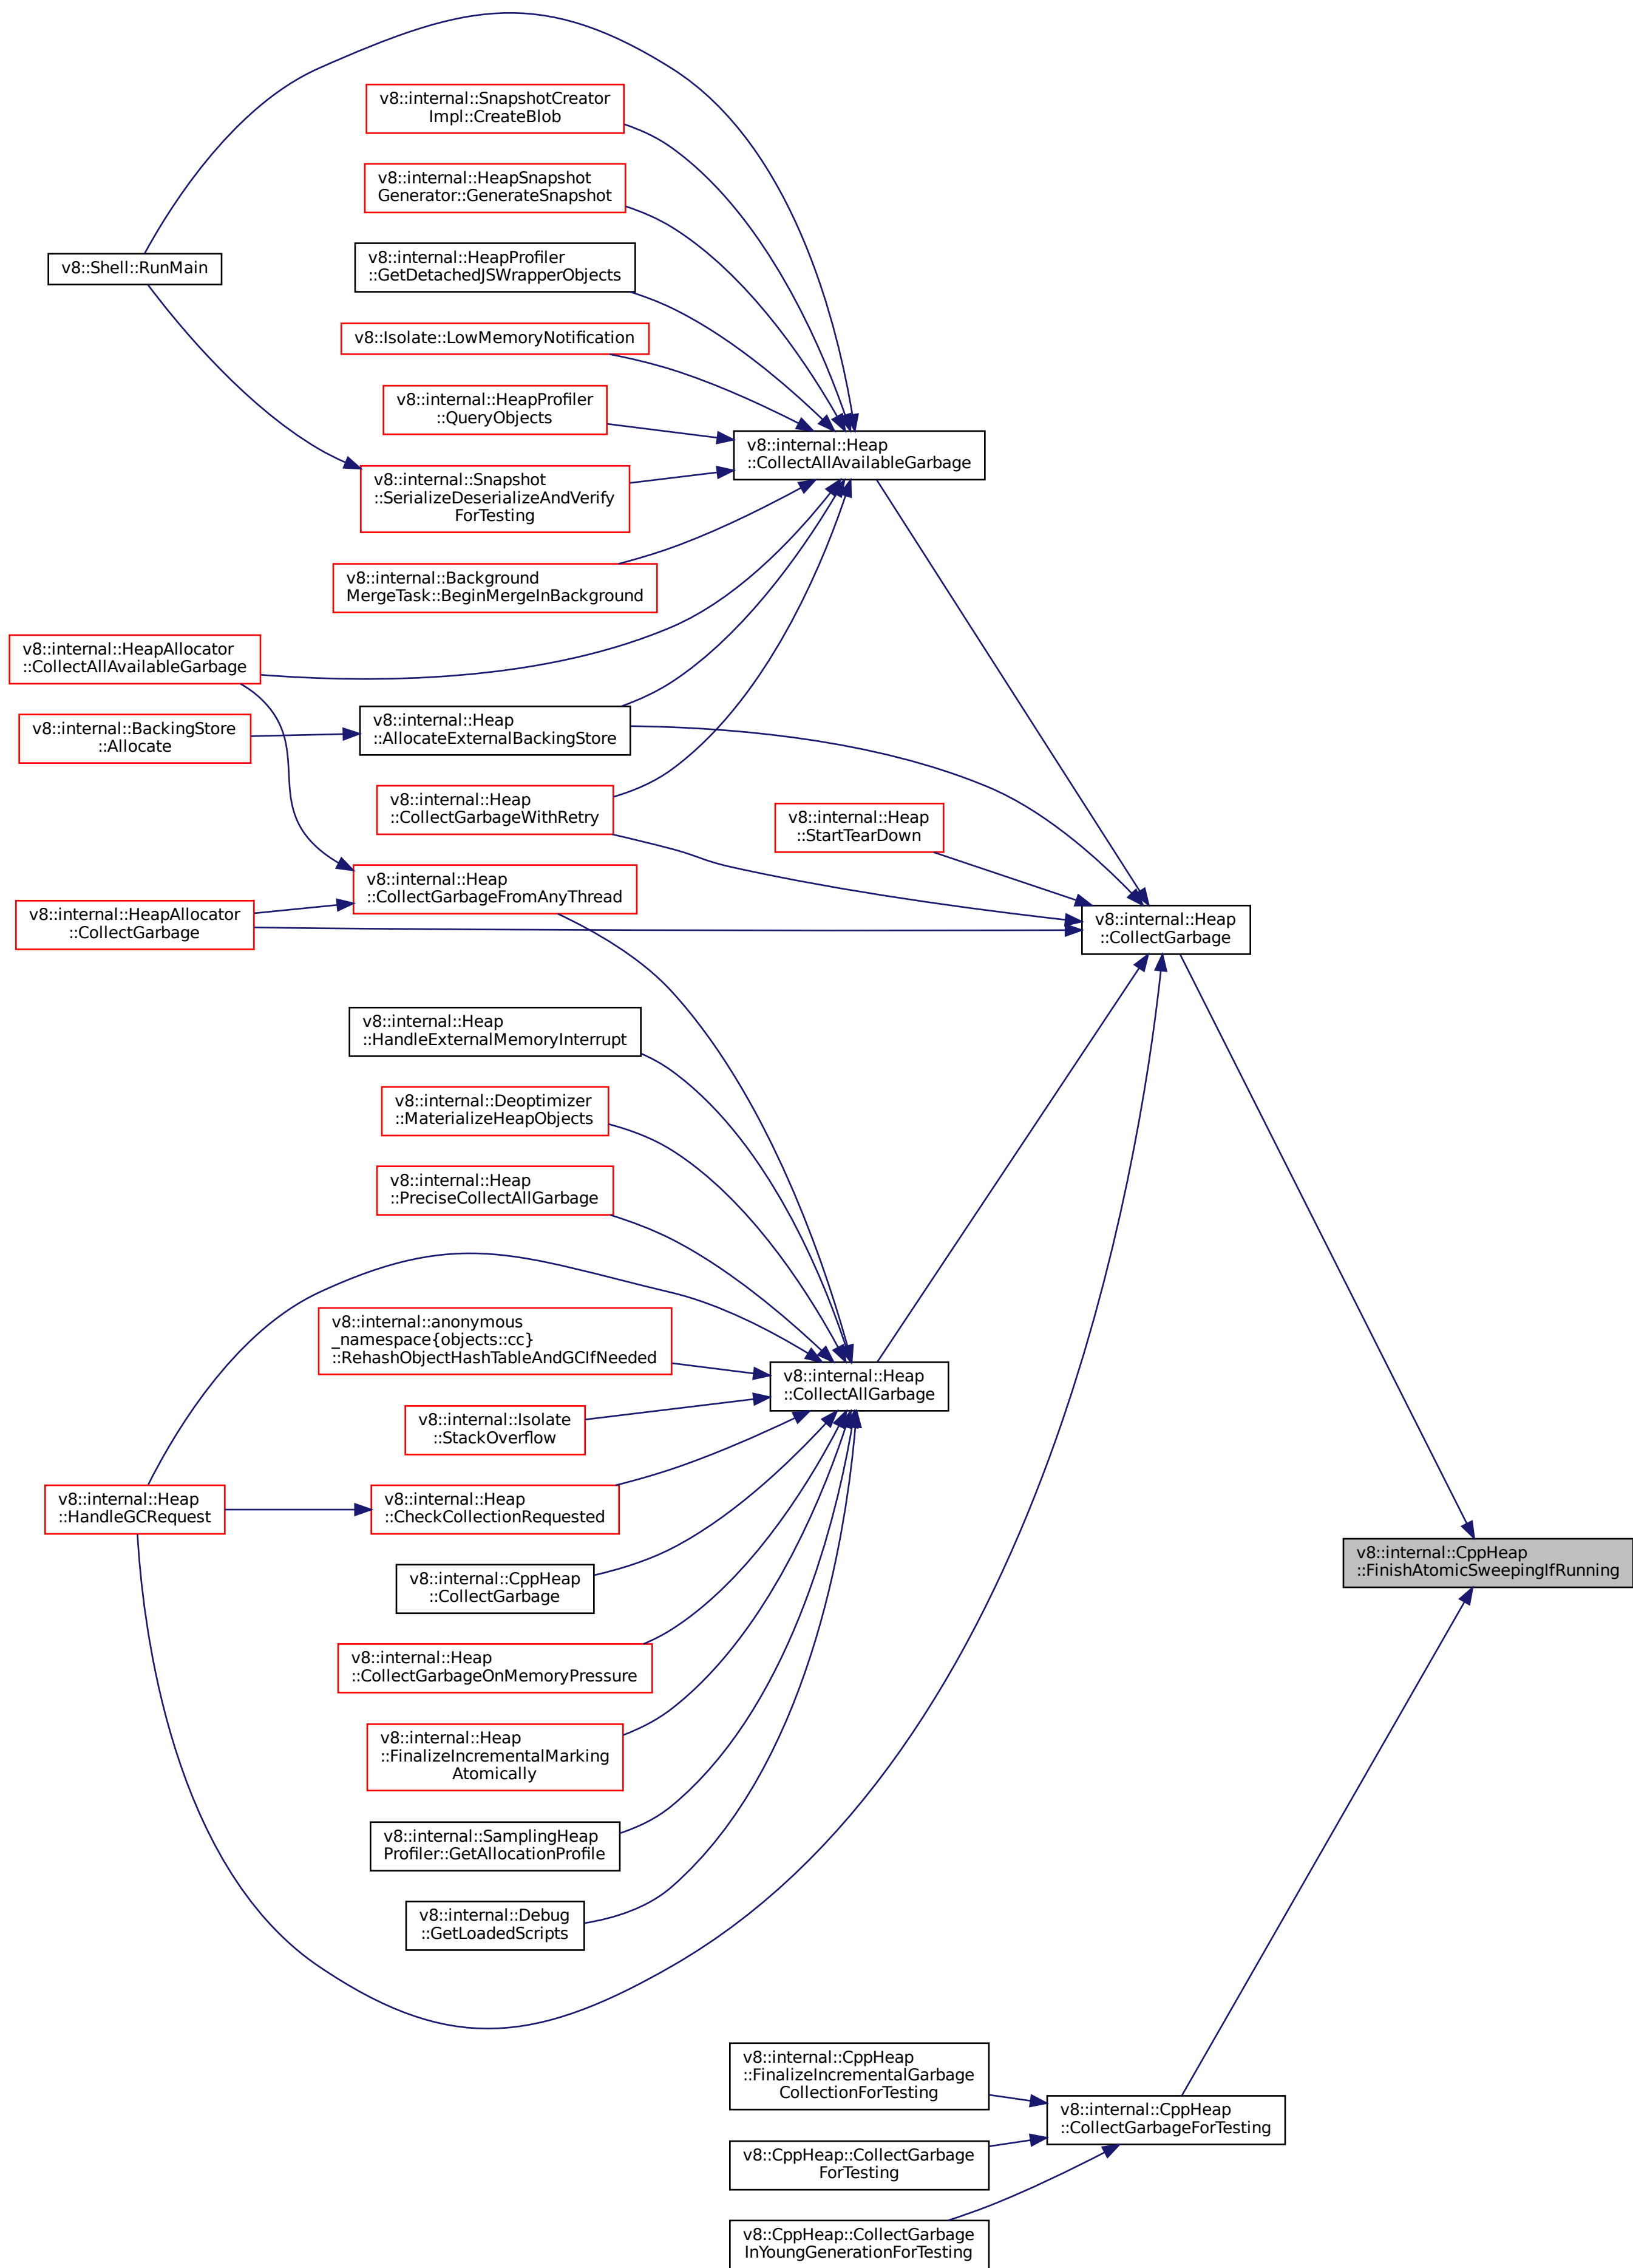 v8::internal::SnapshotCreator
Impl::CreateBlob
v8::internal::HeapSnapshot
Generator::GenerateSnapshot
v8::internal::HeapProfiler
::GetDetachedJSWrapperObjects
v8::Shell::RunMain
v8::Isolate::LowMemoryNotification
v8::internal::HeapProfiler
::QueryObjects
v8::internal::Heap
::CollectAllAvailableGarbage
v8::internal::Snapshot
::SerializeDeserializeAndVerify
ForTesting
v8::internal::Background
MergeTask::BeginMergeInBackground
v8::internal::HeapAllocator
::CollectAllAvailableGarbage
v8::internal::BackingStore
::Allocate
v8::internal::Heap
::AllocateExternalBackingStore
v8::internal::Heap
::CollectGarbageWithRetry
v8::internal::Heap
::StartTearDown
v8::internal::Heap
::CollectGarbageFromAnyThread
v8::internal::HeapAllocator
::CollectGarbage
v8::internal::Heap
::CollectGarbage
v8::internal::Heap
::HandleExternalMemoryInterrupt
v8::internal::Deoptimizer
::MaterializeHeapObjects
v8::internal::Heap
::PreciseCollectAllGarbage
v8::internal::anonymous
_namespace{objects::cc}
::RehashObjectHashTableAndGCIfNeeded
v8::internal::Heap
::CollectAllGarbage
v8::internal::Isolate
::StackOverflow
v8::internal::Heap
::HandleGCRequest
v8::internal::Heap
::CheckCollectionRequested
v8::internal::CppHeap
::FinishAtomicSweepingIfRunning
v8::internal::CppHeap
::CollectGarbage
v8::internal::Heap
::CollectGarbageOnMemoryPressure
v8::internal::Heap
::FinalizeIncrementalMarking
Atomically
v8::internal::SamplingHeap
Profiler::GetAllocationProfile
v8::internal::Debug
::GetLoadedScripts
v8::internal::CppHeap
::FinalizeIncrementalGarbage
CollectionForTesting
v8::internal::CppHeap
::CollectGarbageForTesting
v8::CppHeap::CollectGarbage
ForTesting
v8::CppHeap::CollectGarbage
InYoungGenerationForTesting